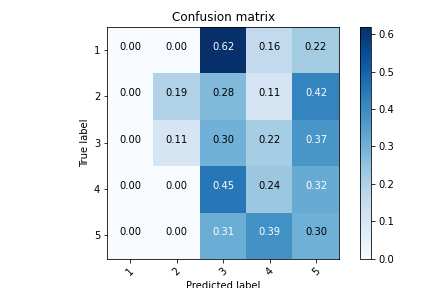 Confusion matrix
1 0.00 0.00 0.62 0.16 0.22
2 0.00 0.19 0.28 0.11 0.42
3 0.00 0.11 0.30 0.22 0.37
4 0.00 0.00 0.45 0.24 0.32
5 0.00 0.00 0.31 0.39 0.30
True label
1 2 3 4 5
Predicted label
0.6
0.5
0.4
0.3
0.2
0.1
0.0